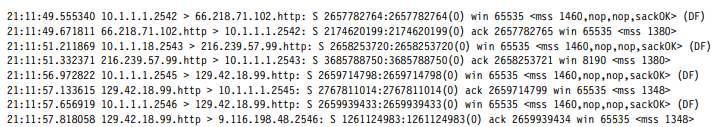 21:11:49.555340 10.1.1.1.2542 > 66.218.71.102.http: S 2657782764:2657782764(0) win 65535 <mss 1460,nop,nop,sackOK> (DF)
21:11:49.671811 66.218.71.102.http > 10.1.1.1.2542: S 2174620199:2174620199(0) ack 2657782765 win 65535 <mss 1380>
21:11:51.211869 10.1.1.18.2543 > 216.239.57.99.http: S 2658253720:2658253720(0) win 65535 <mss 1460,nop,nop,sackOK> (DF)
21:11:51.332371 216.239.57.99.http > 10.1.1.1.2543: S 3685788750:3685788750(0) ack 2658253721 win 8190 <mss 1380>
21:11:56.972822 10.1.1.1.2545 > 129.42.18.99.http: S 2659714798:2659714798(0) win 65535 <mss 1460,nop,nop,sackOK> (DF)
21:11:57.133615 129.42.18.99.http > 10.1.1.1.2545: S 2767811014:2767811014(0) ack 2659714799 win 65535 <mss 1348>
21:11:57.656919 10.1.1.1.2546 > 129.42.18.99.http: S 2659939433:2659939433(0) win 65535 <mss 1460,nop,nop,sackOK> (DF)
21:11:57.818058 129.42.18.99.http > 9.116.198.48.2546: S 1261124983:1261124983(0) ack 2659939434 win 65535 <mss 1348>